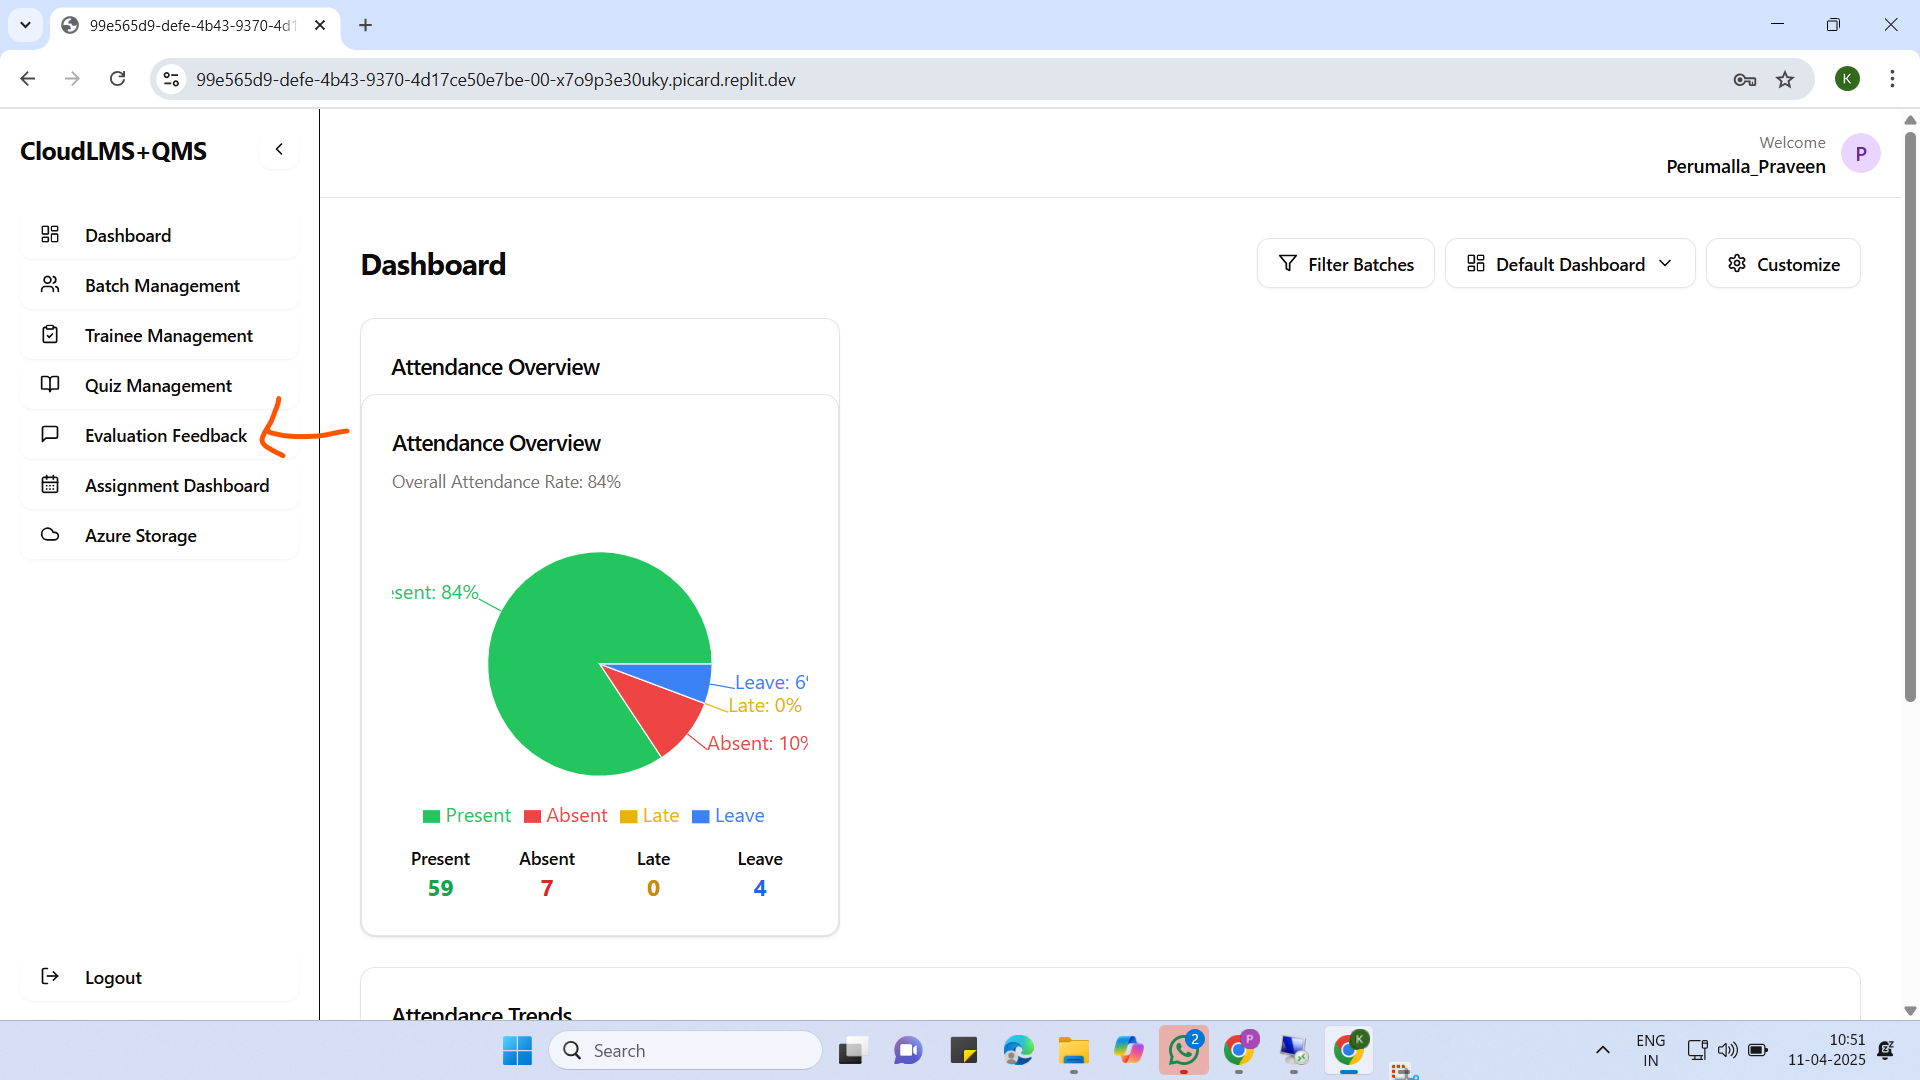 99e565d9-defe-4b43-9370-4d1
99e565d9-defe-4b43-9370-4d17ce50e7be-00-x7o9p3e30uky.picard.replit.dev
K
CloudLMS+QMS
Welcome
Perumalla_Praveen
P
Dashboard
Batch Management
Trainee Management
Quiz Management
Evaluation Feedback
Assignment Dashboard
Azure Storage
Logout
Dashboard
Filter Batches
Default Dashboard
Customize
Attendance Overview
Attendance Overview
Overall Attendance Rate: 84%
esent: 84%
Leave: 6
Late: 0%
Absent: 10%
Present Absent Late Leave
Present Absent Late Leave
59 7 0 4
Attendance Trends
Search
2
P
K
ENG
IN
10:51
11-04-2025